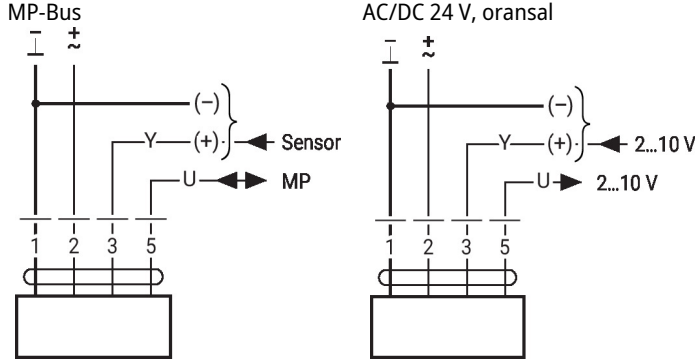 MP-Bus
AC/DC 24 V, oransal
− + ~
− + ~
(−)
(−)
Y (+) Sensor
Y (+) 2...10 V
U MP
U 2...10 V
1 2 3 5
1 2 3 5